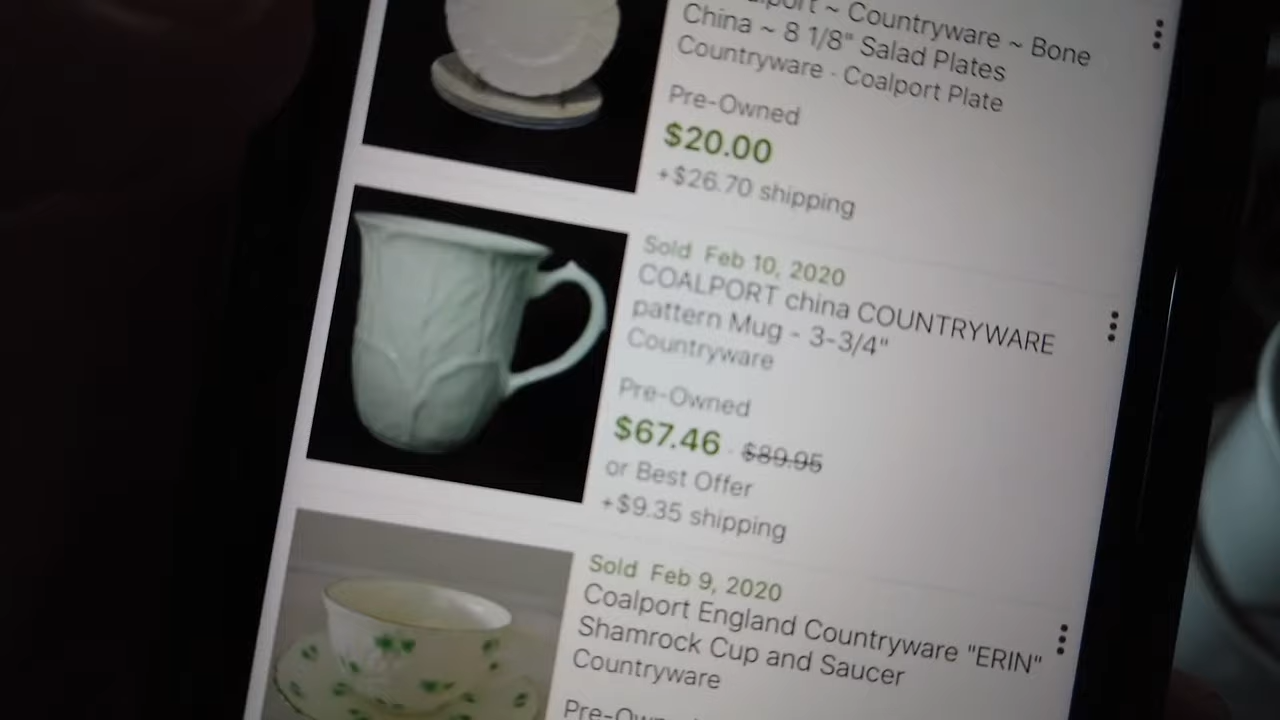 ~ Countryware ~ Bone
China ~ 8 1/8" Salad Plates
Countryware · Coalport Plate
Pre-Owned
$20.00
+$26.70 shipping
Sold Feb 10, 2020
COALPORT china COUNTRYWARE
pattern Mug - 3-3/4"
Countryware
Pre-Owned
$67.46 · $89.95
or Best Offer
+$9.35 shipping
Sold Feb 9, 2020
Coalport England Countryware "ERIN"
Shamrock Cup and Saucer
Countryware